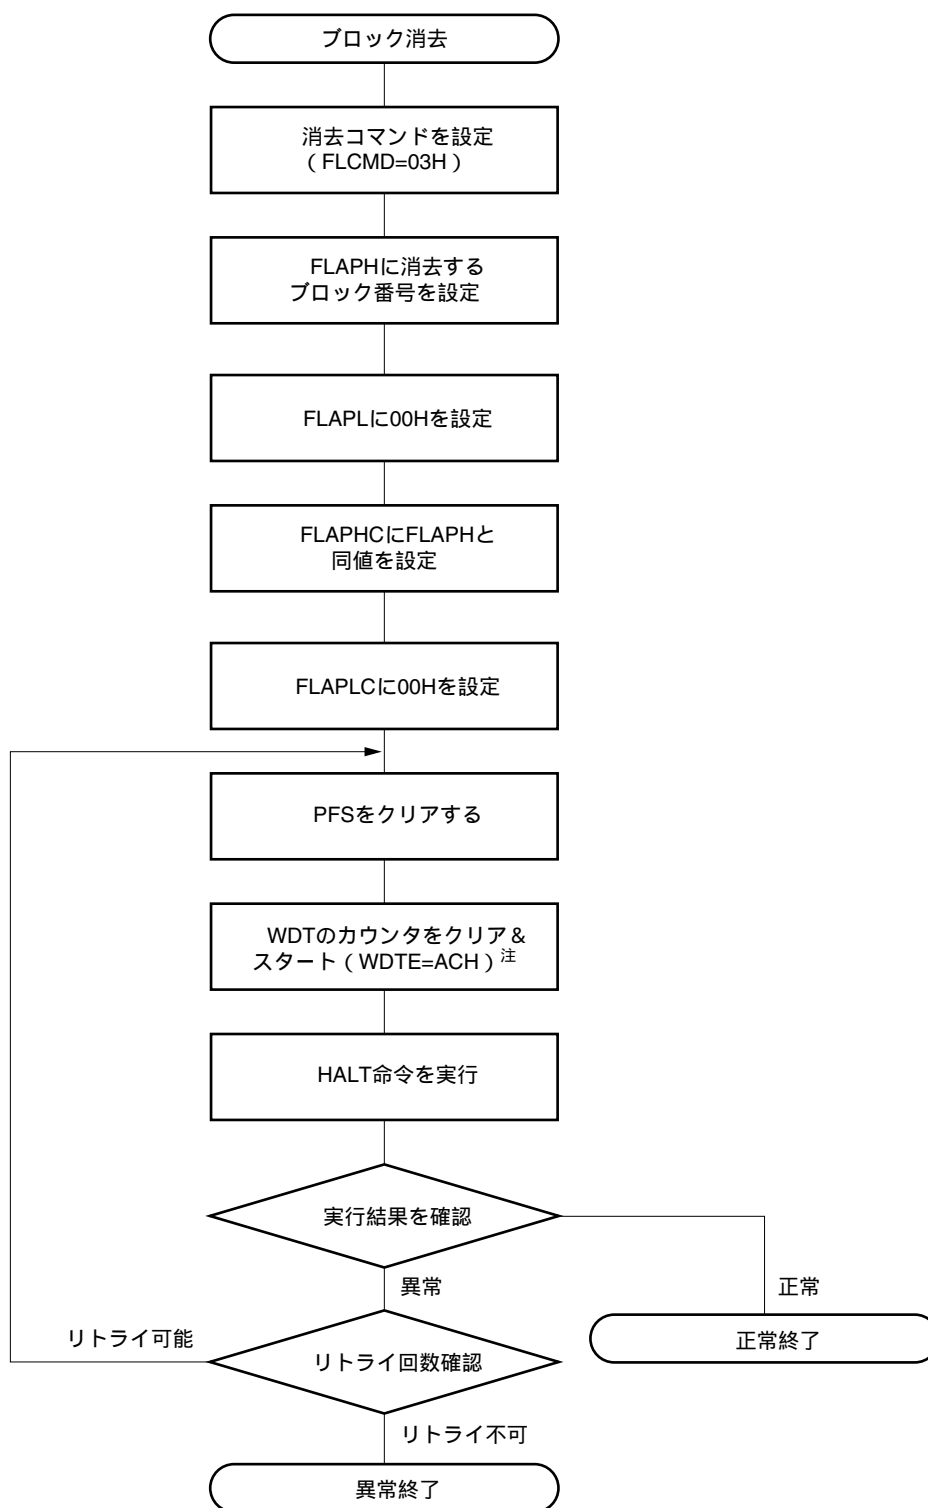 ブロック消去
消去コマンドを設定
（FLCMD=03H）
FLAPHに消去する
ブロック番号を設定
FLAPLに00Hを設定
FLAPHCにFLAPHと
同値を設定
FLAPLCに00Hを設定
PFSをクリアする
WDTのカウンタをクリア＆
スタート（WDTE=ACH）注
HALT命令を実行
実行結果を確認
異常
正常
正常終了
リトライ可能
リトライ回数確認
リトライ不可
異常終了